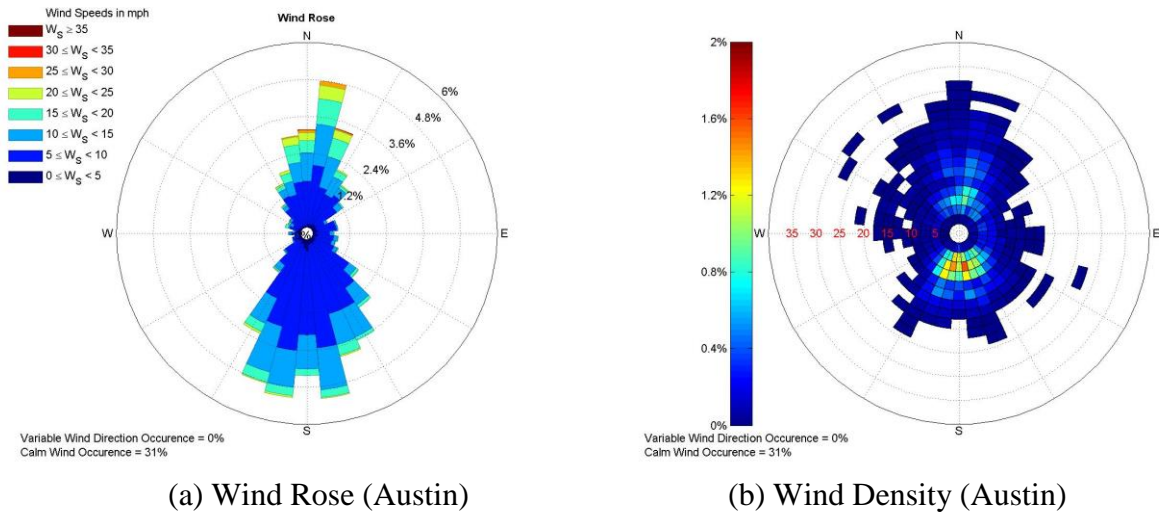 Wind Speeds in mph
W_S ≥ 35
30 ≤ W_S < 35
25 ≤ W_S < 30
20 ≤ W_S < 25
15 ≤ W_S < 20
10 ≤ W_S < 15
5 ≤ W_S < 10
0 ≤ W_S < 5
Wind Rose
N
6%
4.8%
3.6%
2.4%
1.2%
%
W
E
S
Variable Wind Direction Occurence = 0%
Calm Wind Occurence = 31%
(a) Wind Rose (Austin)
2%
1.6%
1.2%
0.8%
0.4%
0%
N
W
35 30 25 20 15 10 5
E
S
Variable Wind Direction Occurence = 0%
Calm Wind Occurence = 31%
(b) Wind Density (Austin)